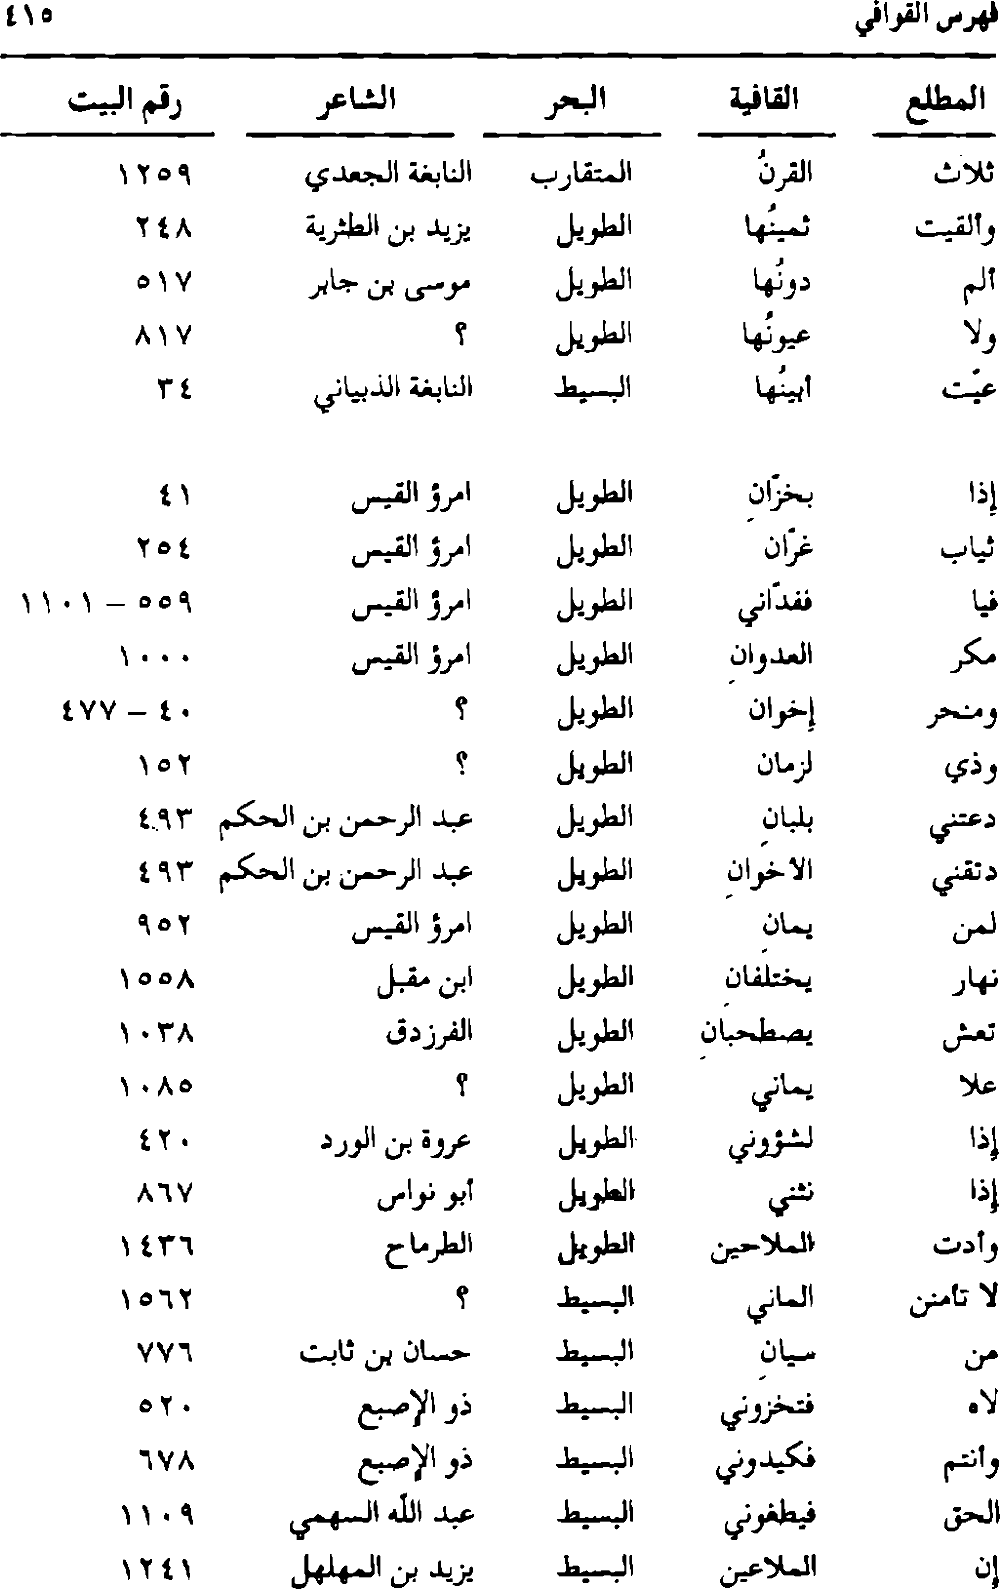 فهرس القوافي ٤١٥
المطلع القافية البحر الشاعر رقم البيت
ثلاث القرنُ المتقارب النابغة الجعدي ١٢٥٩
وألقيت ثمينُها الطويل يزيد بن الطثرية ٢٤٨
ألم دونُها الطويل موسى بن جابر ٥١٧
ولا عيونُها الطويل ؟ ٨١٧
عيّت أبينُها البسيط النابغة الذبياني ٣٤
إذا بخزّانِ الطويل امرؤ القيس ٤١
ثياب غرّان الطويل امرؤ القيس ٢٥٤
فيا ففدّاني الطويل امرؤ القيس ٥٥٩ – ١١٠١
مكر العدوانِ الطويل امرؤ القيس ١٠٠٠
ومنحر إخوان الطويل ؟ ٤٠ – ٤٧٧
وذي لزمان الطويل ؟ ١٥٢
دعتني بلبانِ الطويل عبد الرحمن بن الحكم ٤٩٣
دتقني الأخوانِ الطويل عبد الرحمن بن الحكم ٤٩٣
لمن يمانِ الطويل امرؤ القيس ٩٥٢
نهار يختلفانِ الطويل ابن مقبل ١٥٥٨
تعش يصطحبانِ الطويل الفرزدق ١٠٣٨
علا يماني الطويل ؟ ١٠٨٥
إذا لشؤوني الطويل عروة بن الورد ٤٢٠
إذا نثني الطويل أبو نواس ٨٦٧
وأدت الملاحين الطويل الطرماح ١٤٣٦
لا تأمنن الماني البسيط ؟ ١٥٦٢
من سيانِ البسيط حسان بن ثابت ٧٧٦
لاه فتخزوني البسيط ذو الإصبع ٥٢٠
وأنتم فكيدوني البسيط ذو الإصبع ٦٧٨
الحق فيطغوني البسيط عبد الله السهمي ١١٠٩
إن الملاعين البسيط يزيد بن المهلهل ١٢٤١